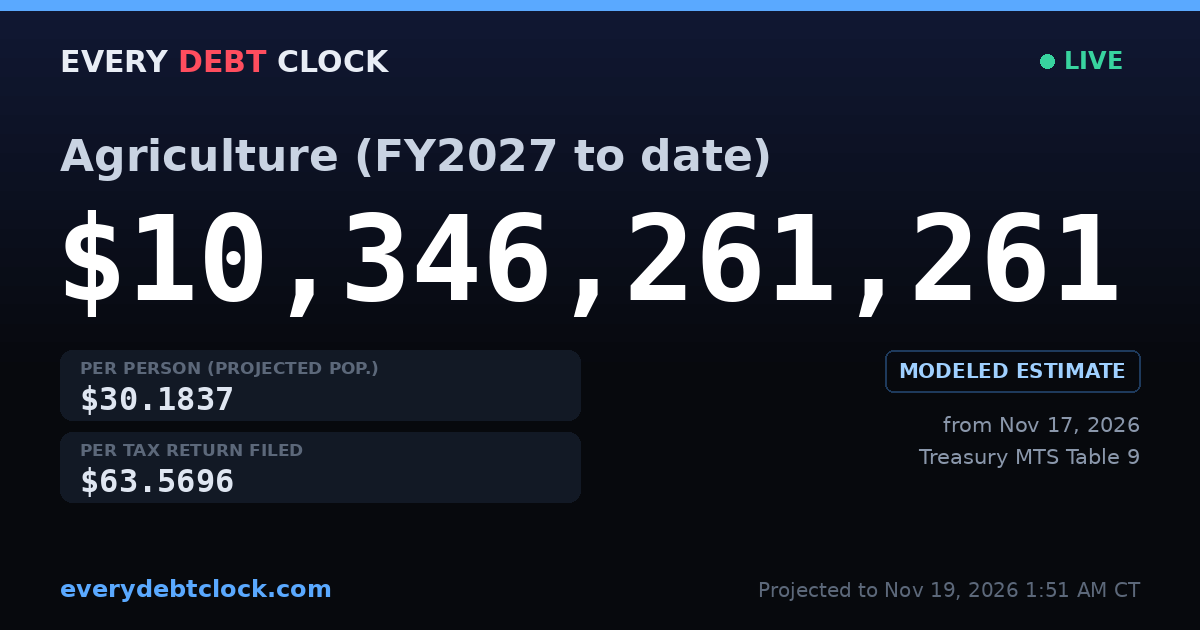 EVERY DEBT CLOCK
LIVE
Agriculture (FY2027 to date)
$10,346,261,261
PER PERSON (PROJECTED POP.)
$30.1837
PER TAX RETURN FILED
$63.5696
MODELED ESTIMATE
from Nov 17, 2026
Treasury MTS Table 9
everydebtclock.com
Projected to Nov 19, 2026 1:51 AM CT